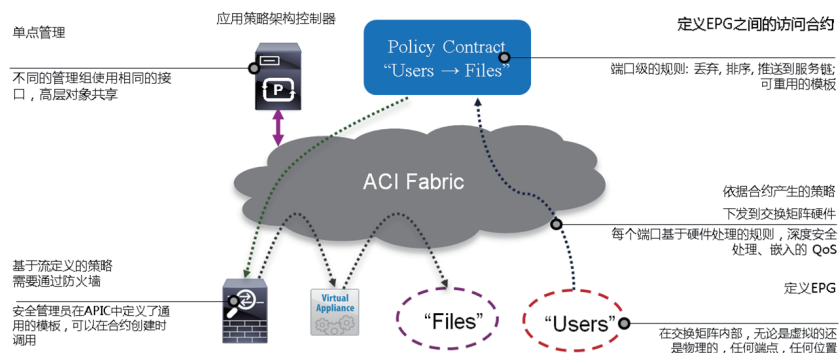 单点管理
应用策略架构控制器
不同的管理组使用相同的接
口，高层对象共享
P
Policy Contract
“Users → Files”
定义EPG之间的访问合约
端口级的规则: 丢弃, 排序, 推送到服务链;
可重用的模板
ACI Fabric
依据合约产生的策略
下发到交换矩阵硬件
每个端口基于硬件处理的规则，深度安全
处理、嵌入的 QoS
基于流定义的策略
需要通过防火墙
安全管理员在APIC中定义了通
用的模板，可以在合约创建时
调用
Virtual
Appliance
“Files”
“Users”
定义EPG
在交换矩阵内部，无论是虚拟的还
是物理的，任何端点，任何位置